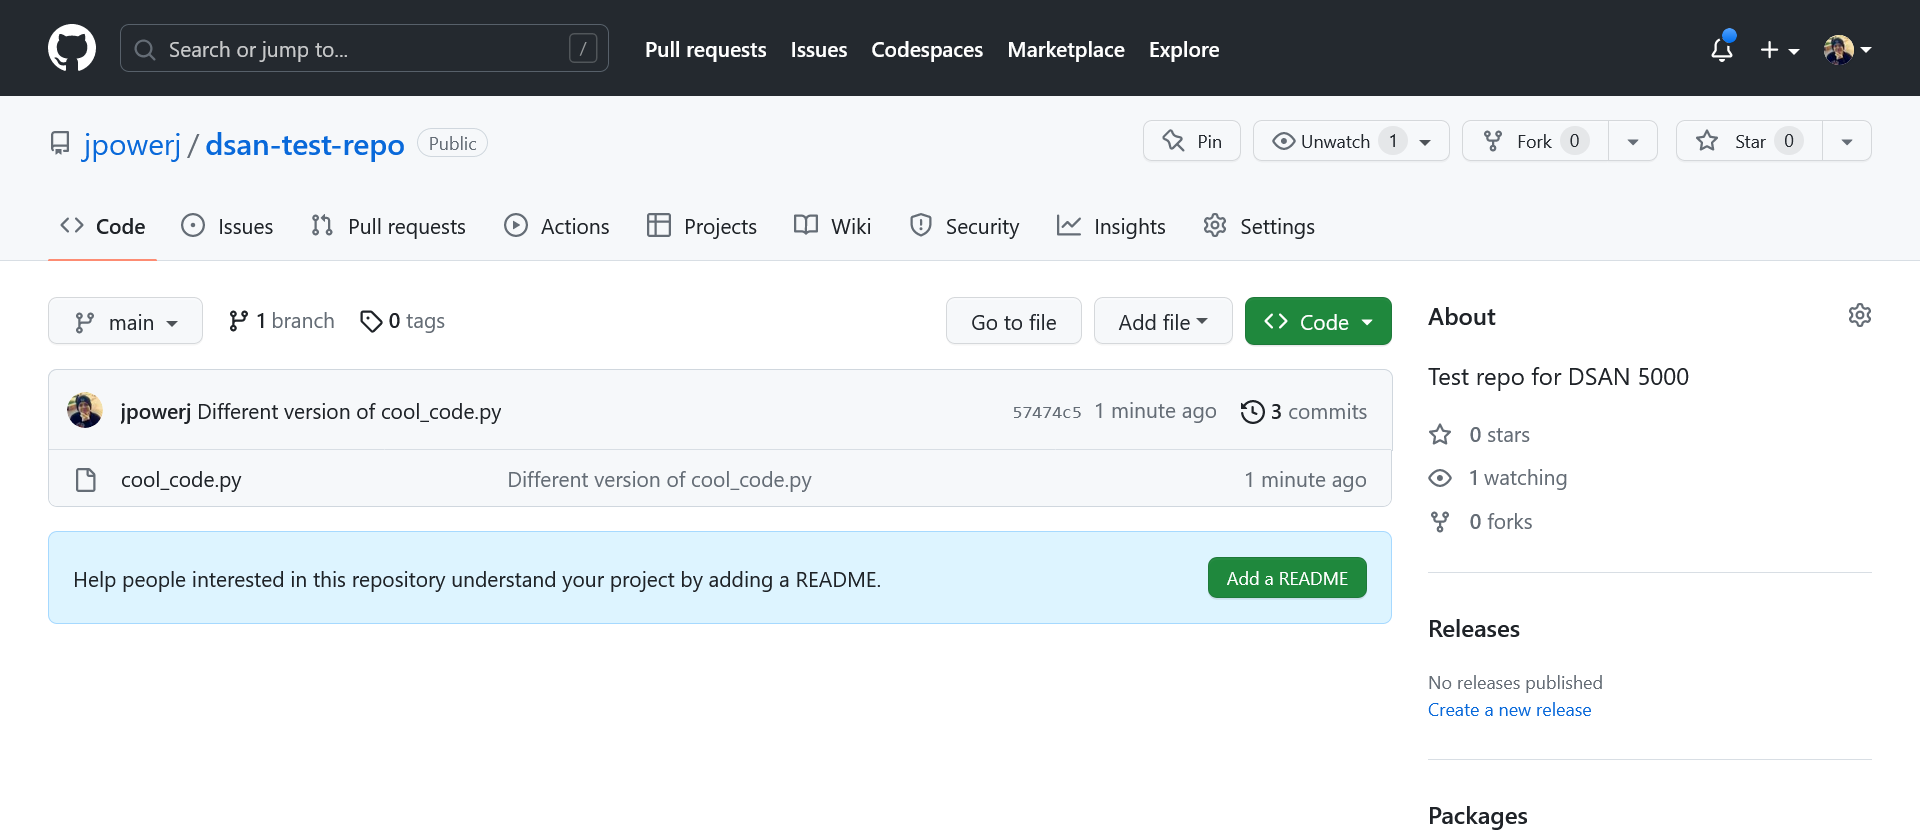 Search or jump to... /
Pull requests Issues Codespaces Marketplace Explore
jpowerj / dsan-test-repo Public
Pin Unwatch 1 Fork 0 Star 0
Code Issues Pull requests Actions Projects Wiki Security Insights Settings
main 1 branch 0 tags Go to file Add file Code
jpowerj Different version of cool_code.py 57474c5 1 minute ago 3 commits
cool_code.py Different version of cool_code.py 1 minute ago
Help people interested in this repository understand your project by adding a README. Add a README
About
Test repo for DSAN 5000
0 stars
1 watching
0 forks
Releases
No releases published
Create a new release
Packages